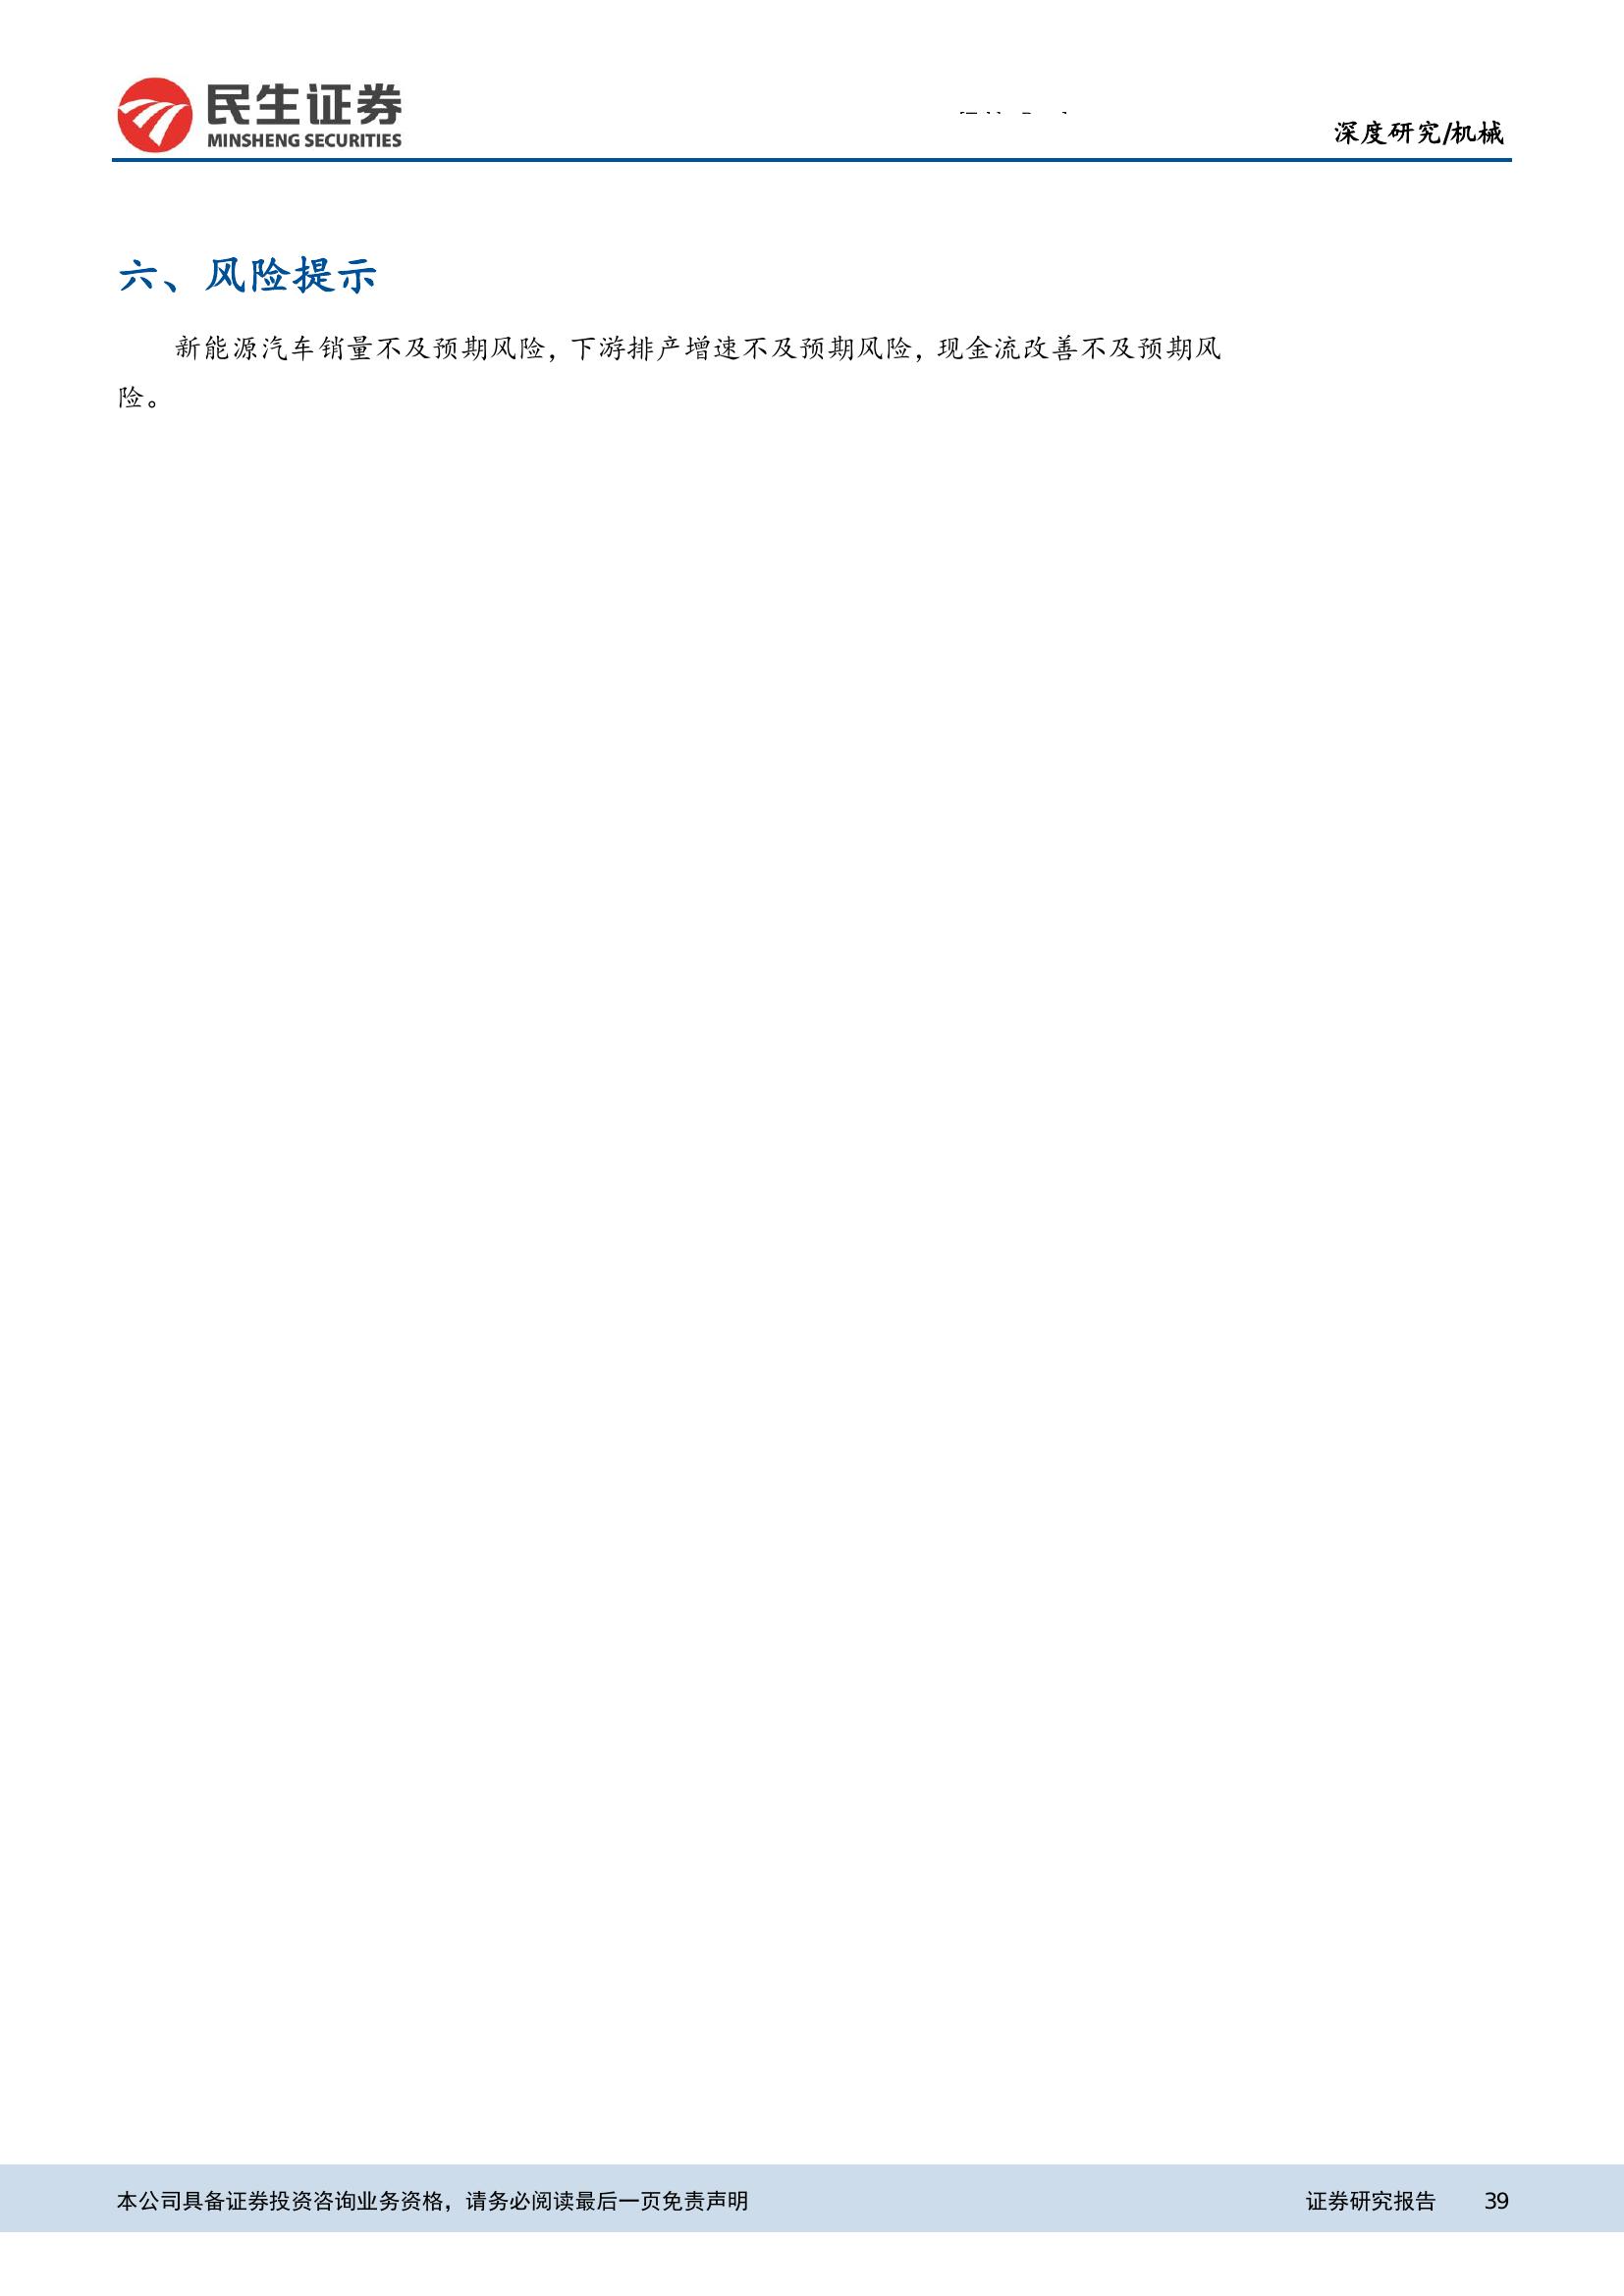 民生证券
MINSHENG SECURITIES
深度研究/机械
六、风险提示
新能源汽车销量不及预期风险，下游排产增速不及预期风险，现金流改善不及预期风
险。
本公司具备证券投资咨询业务资格，请务必阅读最后一页免责声明
证券研究报告 39